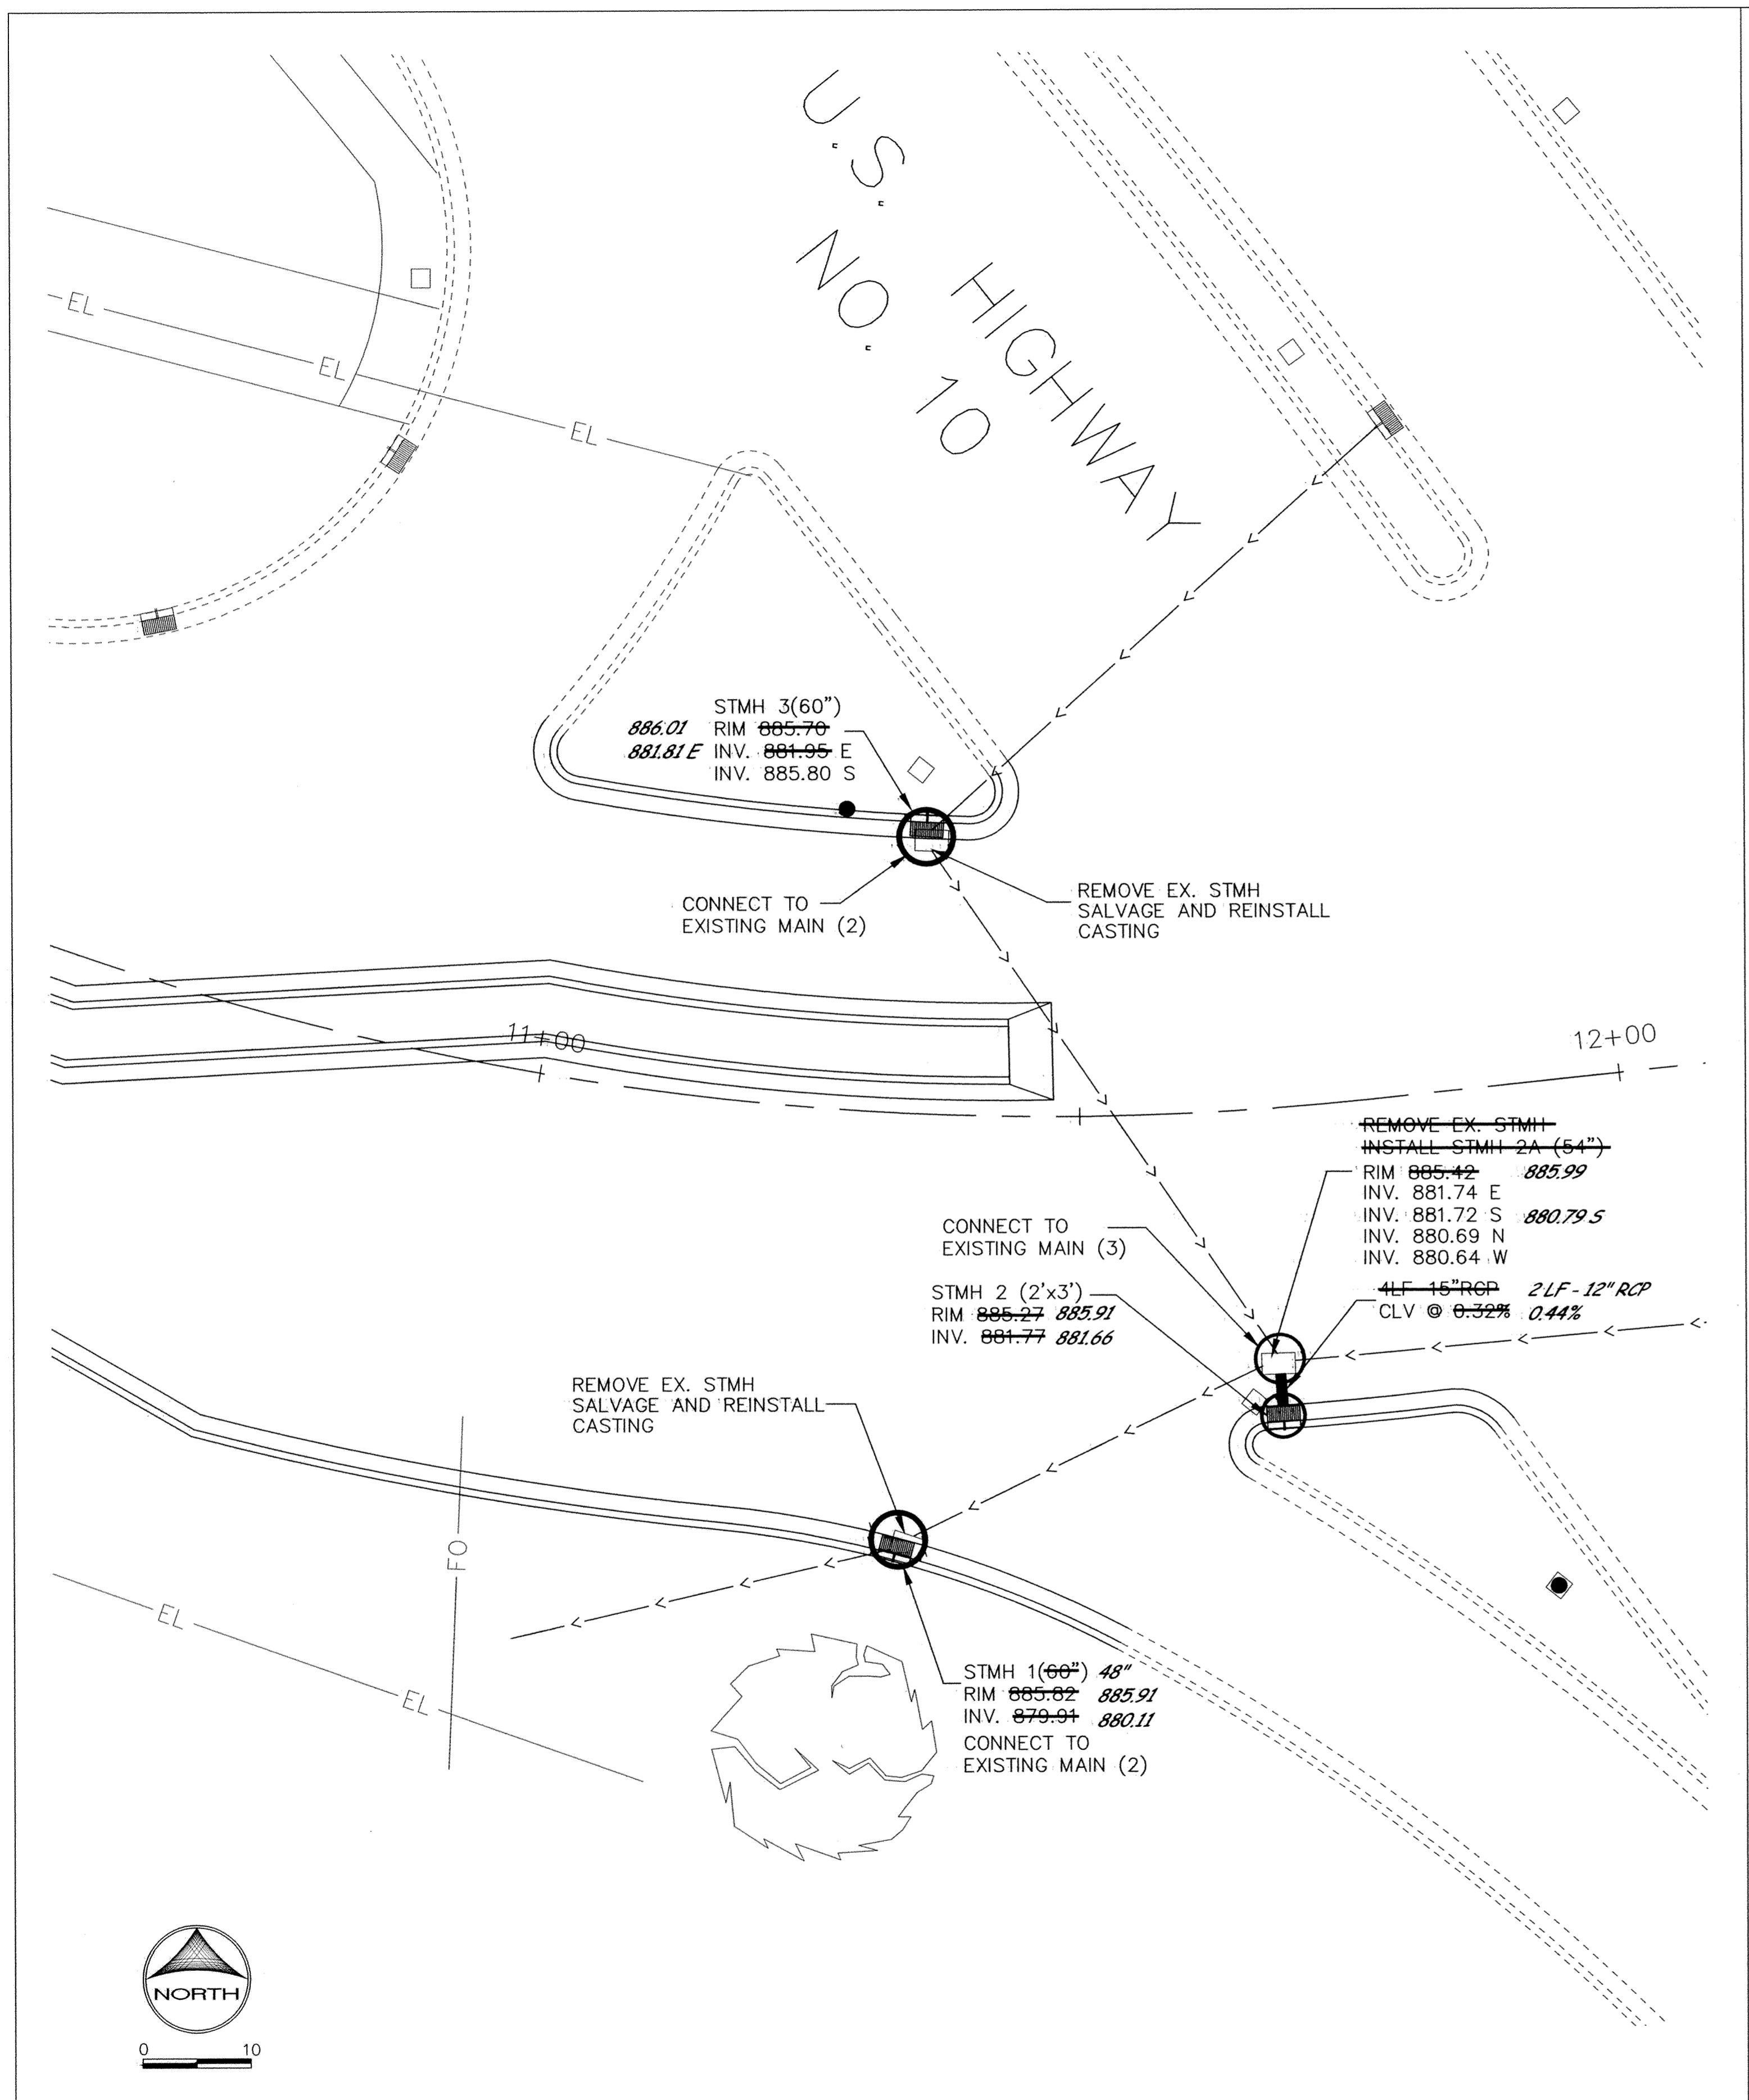 U.S. HIGHWAY
NO. 10
EL
EL
EL
STMH 3(60")
886.01 RIM 885.70
881.81 E INV. 881.95 E
INV. 885.80 S
CONNECT TO
EXISTING MAIN (2)
REMOVE EX. STMH
SALVAGE AND REINSTALL
CASTING
11+00
12+00
REMOVE EX. STMH
INSTALL STMH 2A (54")
RIM 885.42 885.99
INV. 881.74 E
INV. 881.72 S 880.79 S
INV. 880.69 N
INV. 880.64 W
CONNECT TO
EXISTING MAIN (3)
4LF 15"RCP 2 LF - 12" RCP
CLV @ 0.32% 0.44%
STMH 2 (2'x3')
RIM 885.27 885.91
INV. 881.77 881.66
REMOVE EX. STMH
SALVAGE AND REINSTALL
CASTING
FO
EL
EL
STMH 1(60") 48"
RIM 885.82 885.91
INV. 879.91 880.11
CONNECT TO
EXISTING MAIN (2)
NORTH
0 10